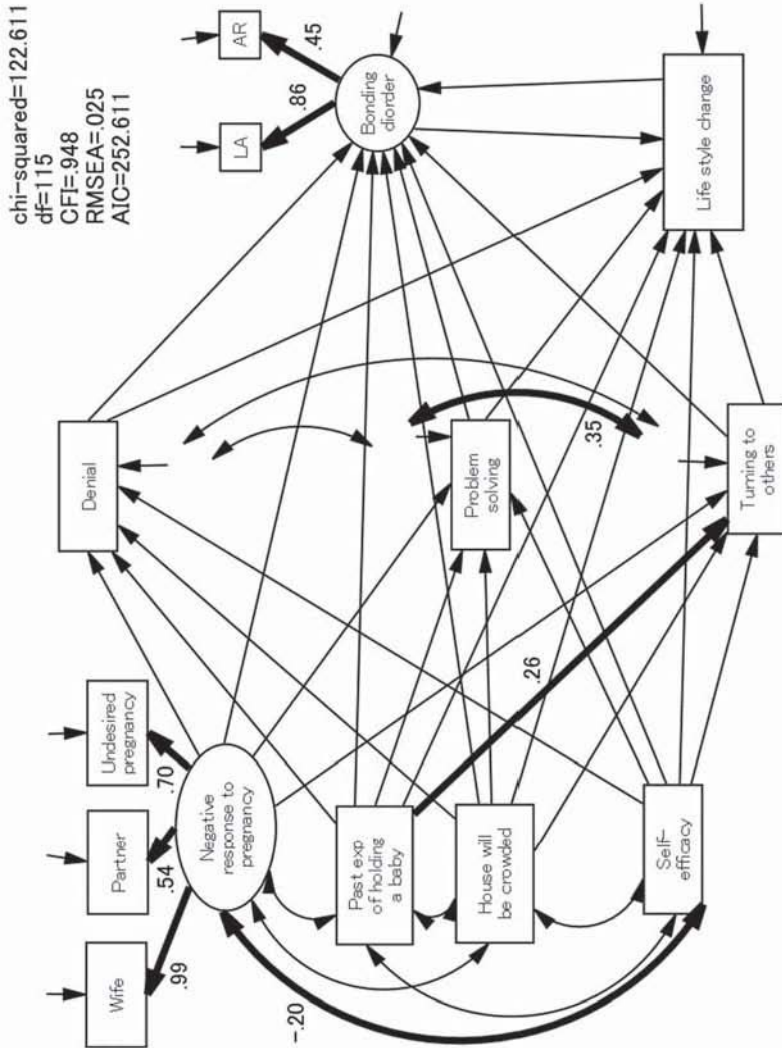 chi-squared=122.611
df=115
CFI=.948
RMSEA=.025
AIC=252.611
Wife
Partner
Undesired
pregnancy
.99
.54
.70
Negative
response to
pregnancy
-.20
Past exp
of holding
a baby
House will
be crowded
Self-
efficacy
.26
Denial
Problem
solving
.35
Turning to
others
LA
AR
.86
.45
Bonding
diorder
Life style change